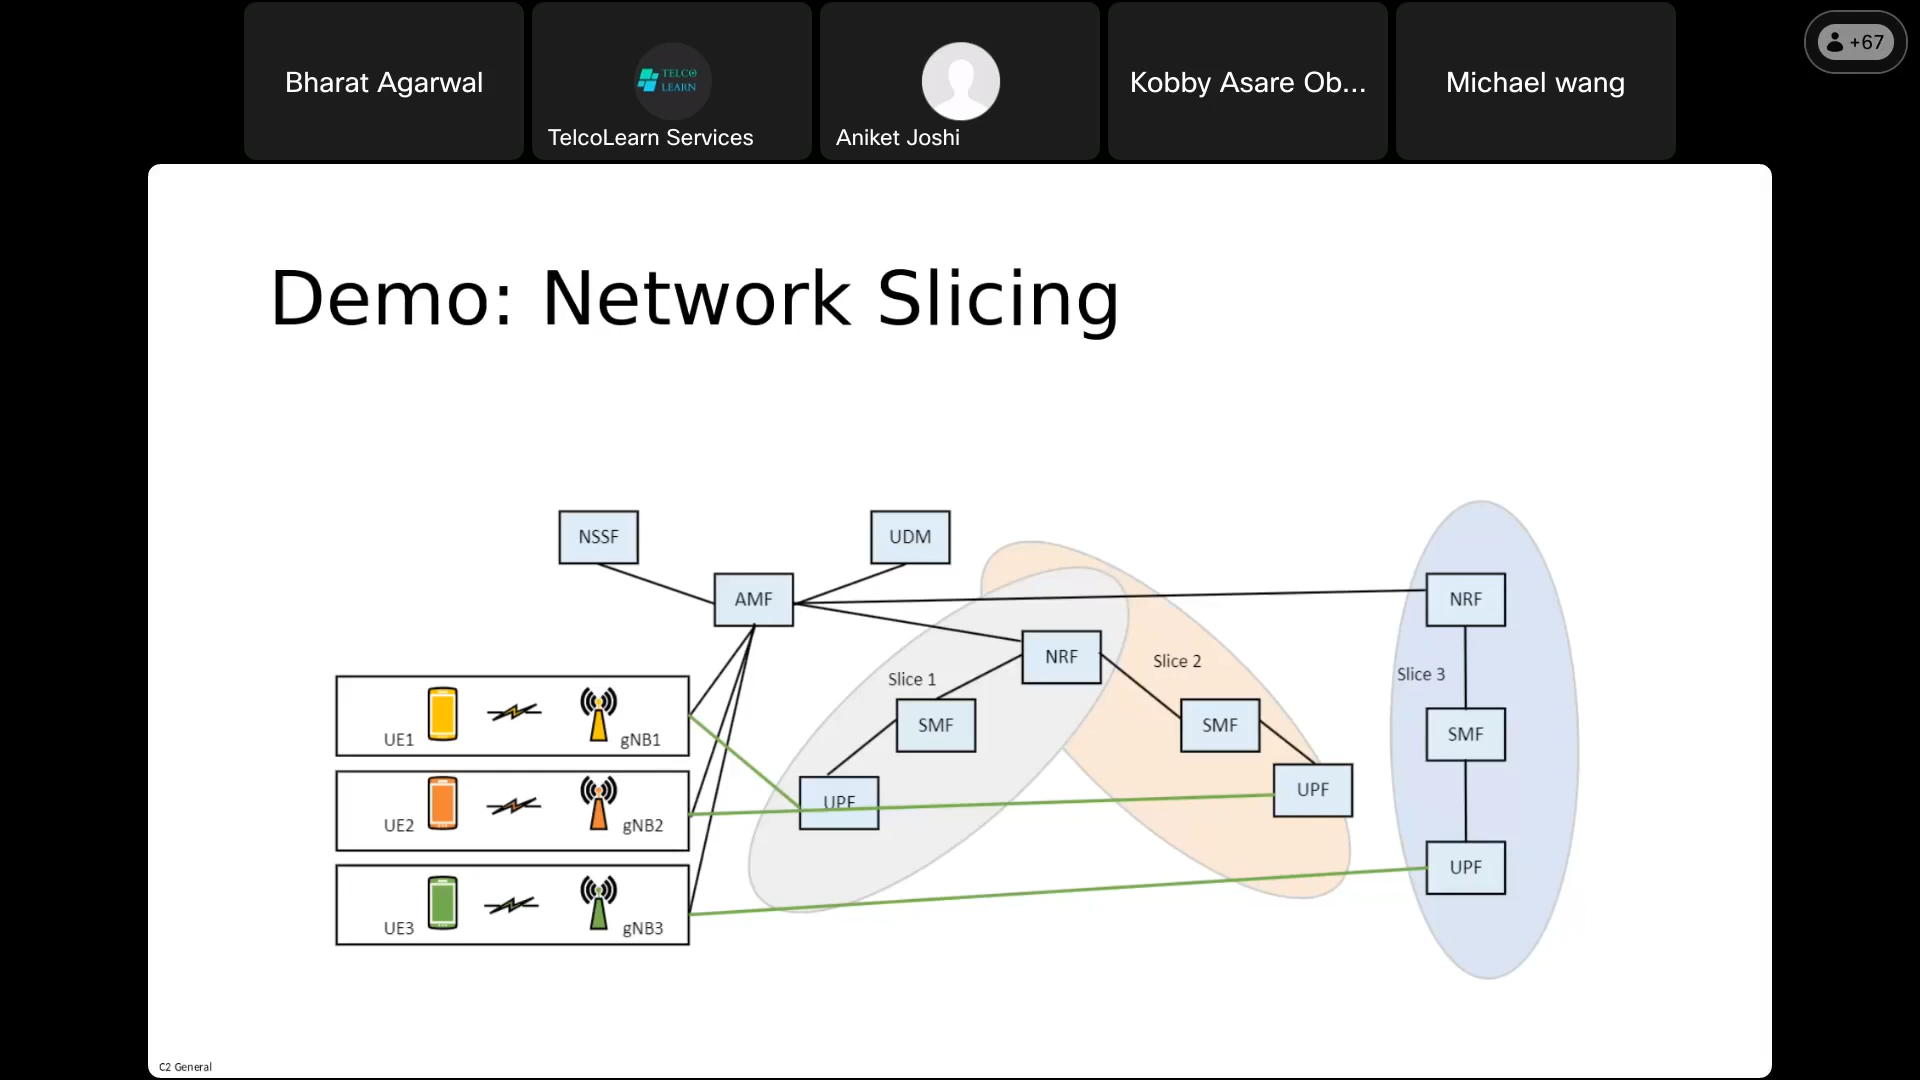 Bharat Agarwal
TELCO
LEARN
TelcoLearn Services
Aniket Joshi
Kobby Asare Ob...
Michael wang
+67
Demo: Network Slicing
NSSF
UDM
AMF
NRF
NRF
Slice 1
Slice 2
Slice 3
SMF
SMF
SMF
UE1
gNB1
UPF
UPF
UE2
gNB2
UPF
UE3
gNB3
C2 General